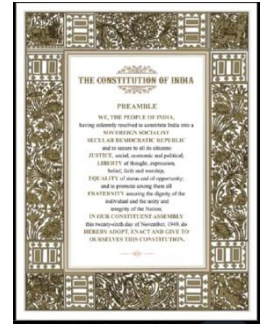 THE CONSTITUTION OF INDIA
PREAMBLE
WE, THE PEOPLE OF INDIA,
having solemnly resolved to constitute India into a
SOVEREIGN SOCIALIST
SECULAR DEMOCRATIC REPUBLIC
and to secure to all its citizens:
JUSTICE, social, economic and political,
LIBERTY of thought, expression,
belief, faith and worship;
EQUALITY of status and of opportunity;
and to promote among them all
FRATERNITY assuring the dignity of the
individual and the unity and
integrity of the Nation;
IN OUR CONSTITUENT ASSEMBLY
this twenty-sixth day of November, 1949, do
HEREBY ADOPT, ENACT AND GIVE TO
OURSELVES THIS CONSTITUTION.